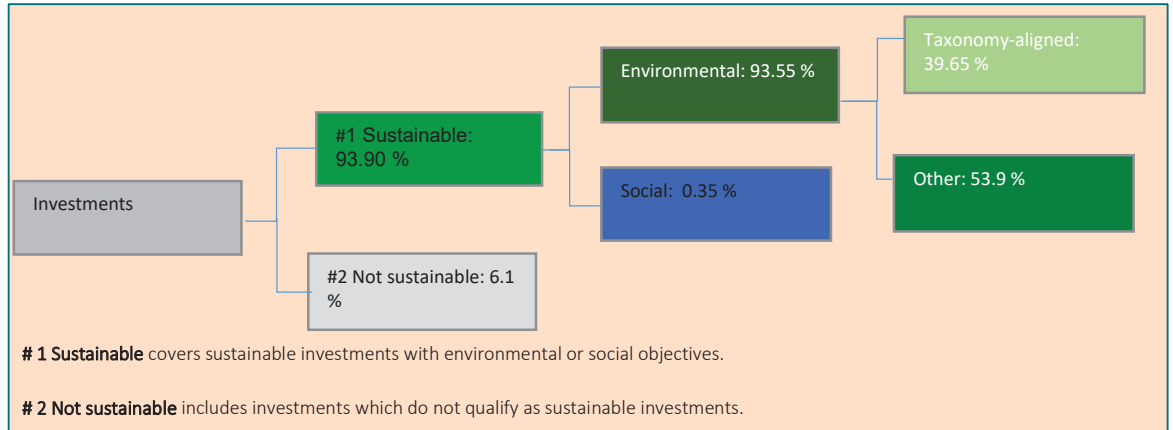 Investments
#1 Sustainable:
93.90 %
#2 Not sustainable: 6.1
%
Environmental: 93.55 %
Social:  0.35 %
Taxonomy-aligned:
39.65 %
Other: 53.9 %
# 1 Sustainable covers sustainable investments with environmental or social objectives.
# 2 Not sustainable includes investments which do not qualify as sustainable investments.